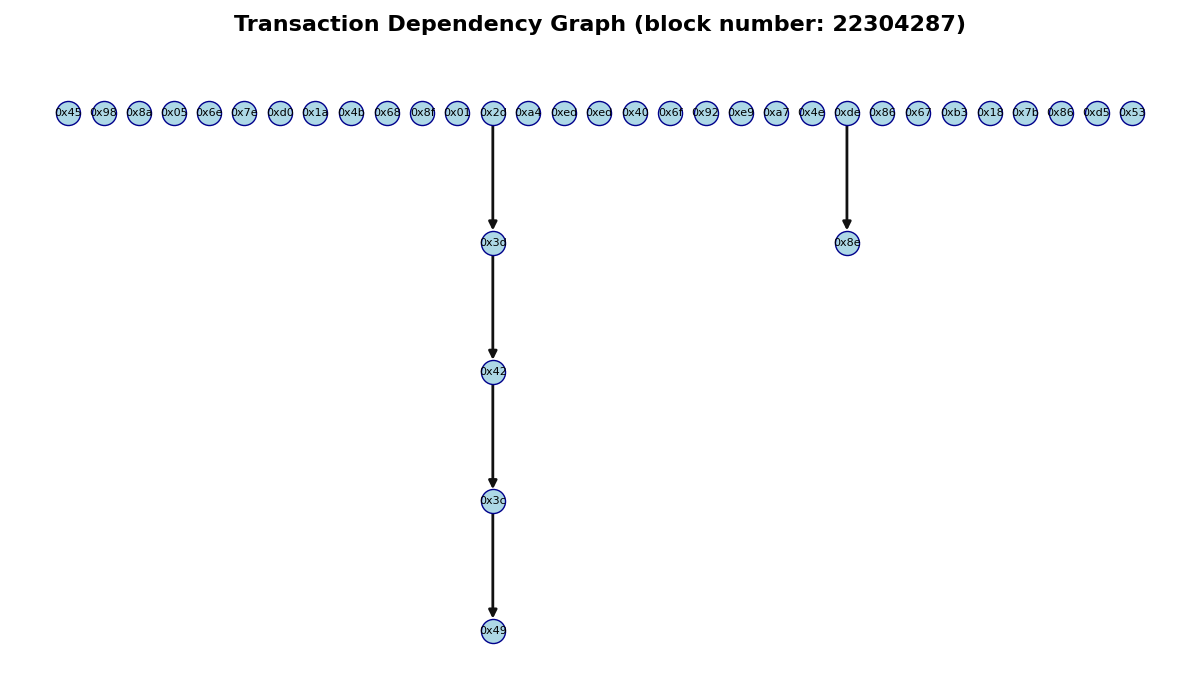 Transaction Dependency Graph (block number: 22304287)
0x45 0x98 0x8a 0x05 0x6e 0x7e 0xd0 0x1a 0x4b 0x68 0x8f 0x01 0x2d 0xa4 0xed 0xed 0x40 0x6f 0x92 0xe9 0xa7 0x4e 0xde 0x86 0x67 0xb3 0x18 0x7b 0x86 0xd5 0x53
0x3d 0x8e
0x42
0x3c
0x49